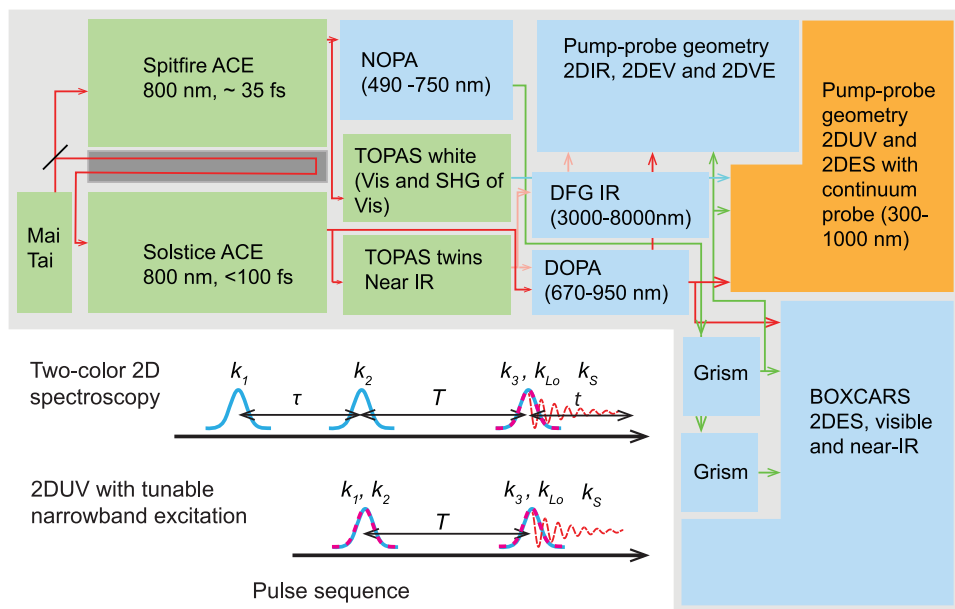 Spitfire ACE
800 nm, ~ 35 fs
NOPA
(490 -750 nm)
Pump-probe geometry
2DIR, 2DEV and 2DVE
Pump-probe
geometry
2DUV and
2DES with
continuum
probe (300-
1000 nm)
TOPAS white
(Vis and SHG of
Vis)
DFG IR
(3000-8000nm)
Mai
Tai
Solstice ACE
800 nm, <100 fs
TOPAS twins
Near IR
DOPA
(670-950 nm)
Grism
Grism
BOXCARS
2DES, visible
and near-IR
Two-color 2D
spectroscopy
k1
τ
k2
T
k3 , kLo
kS
t
2DUV with tunable
narrowband excitation
k1, k2
T
k3, kLo
kS
Pulse sequence